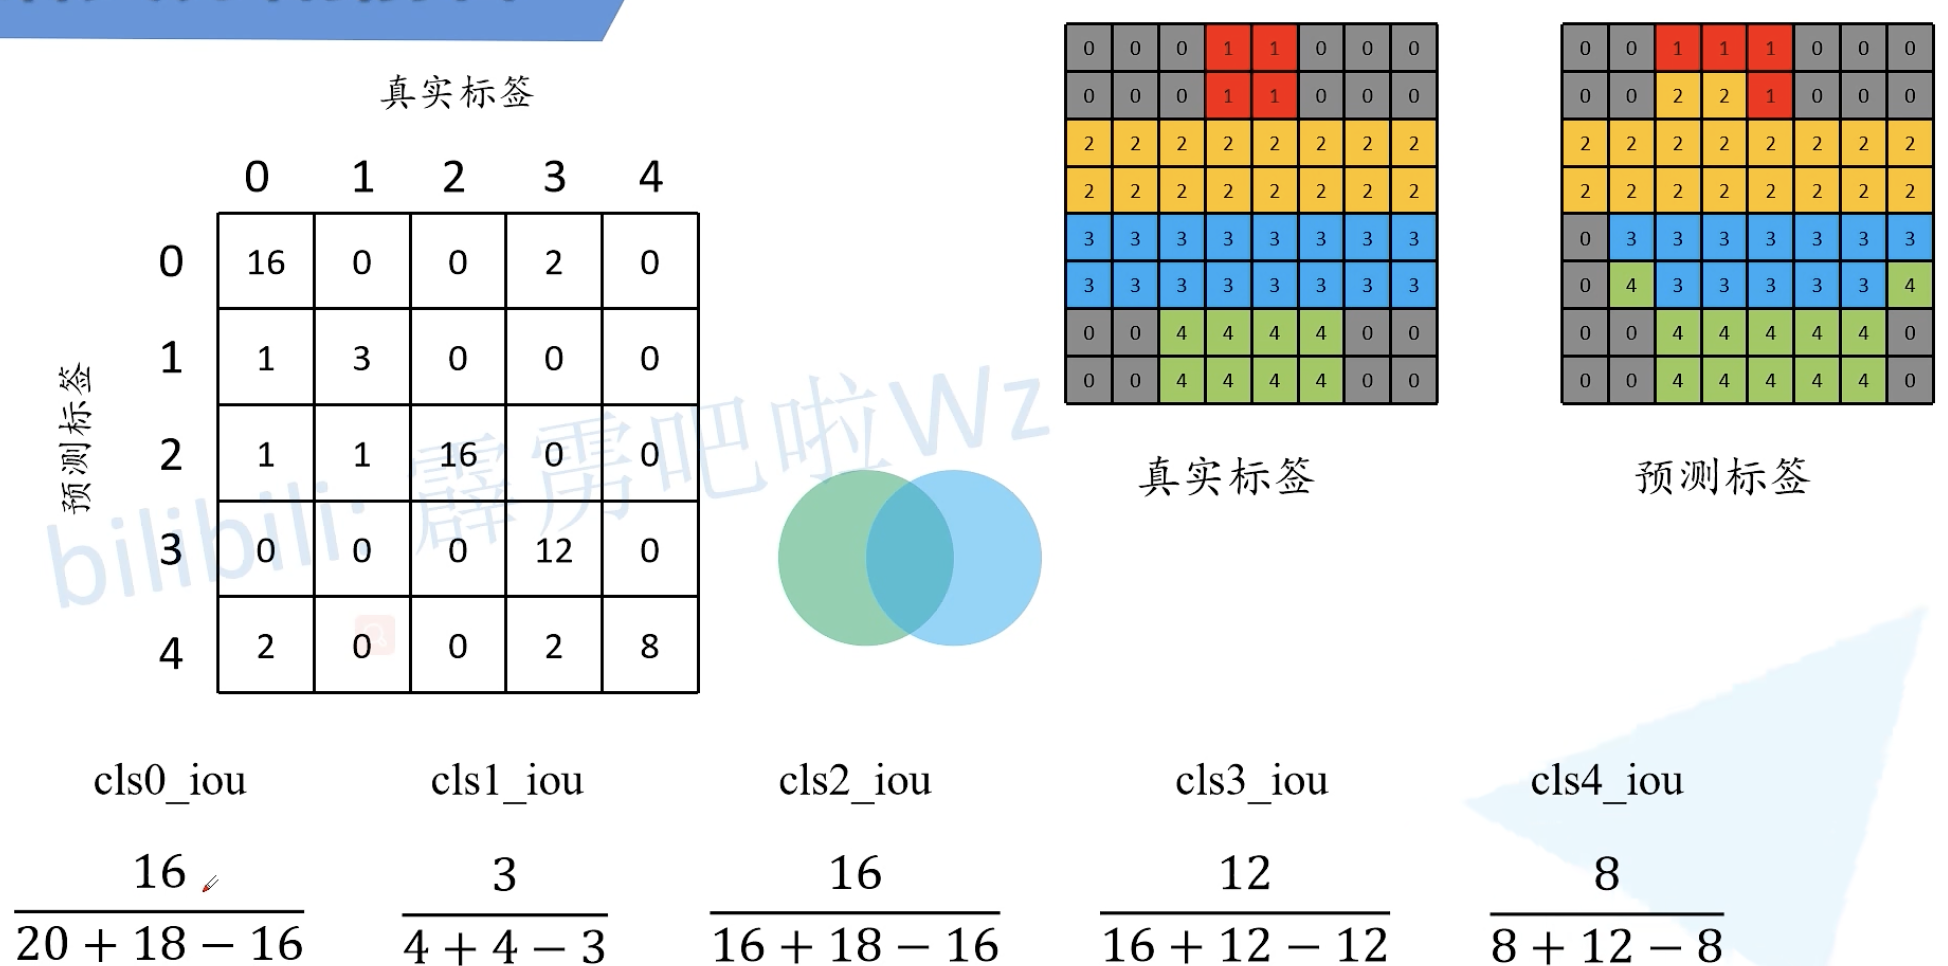 真实标签
0 1 2 3 4
预测标签
0 16 0 0 2 0
1 1 3 0 0 0
2 1 1 16 0 0
3 0 0 0 12 0
4 2 0 0 2 8
bilibili: 霹雳吧啦Wz
0 0 0 1 1 0 0 0
0 0 0 1 1 0 0 0
2 2 2 2 2 2 2 2
2 2 2 2 2 2 2 2
3 3 3 3 3 3 3 3
3 3 3 3 3 3 3 3
0 0 4 4 4 4 0 0
0 0 4 4 4 4 0 0
真实标签
0 0 1 1 1 0 0 0
0 0 2 2 1 0 0 0
2 2 2 2 2 2 2 2
2 2 2 2 2 2 2 2
0 3 3 3 3 3 3 3
0 4 3 3 3 3 3 4
0 0 4 4 4 4 4 0
0 0 4 4 4 4 4 0
预测标签
cls0_iou cls1_iou cls2_iou cls3_iou cls4_iou
16 3 16 12 8
20 + 18 − 16 4 + 4 − 3 16 + 18 − 16 16 + 12 − 12 8 + 12 − 8